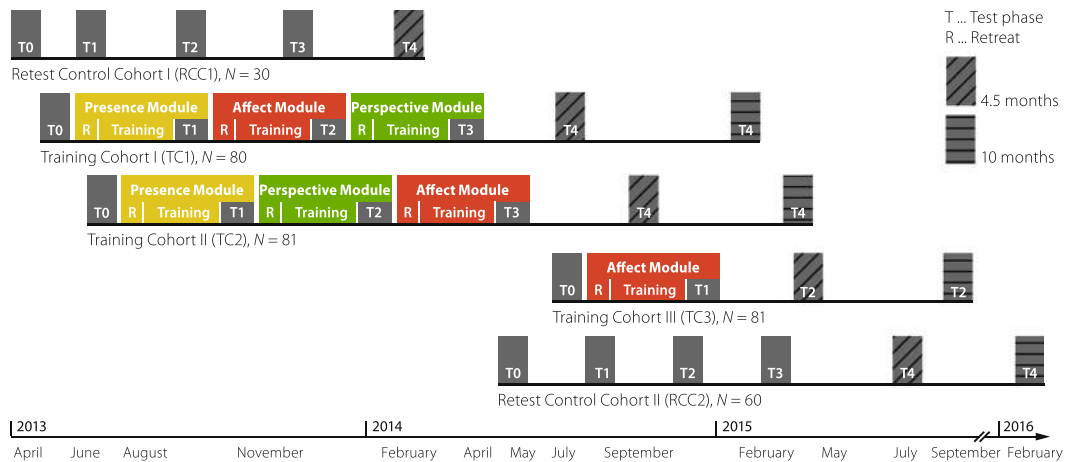 T ... Test phase
R ... Retreat
4.5 months
10 months
T0 T1 T2 T3 T4
Retest Control Cohort I (RCC1), N = 30
Presence Module Affect Module Perspective Module
T0 R Training T1 R Training T2 R Training T3 T4 T4
Training Cohort I (TC1), N = 80
Presence Module Perspective Module Affect Module
T0 R Training T1 R Training T2 R Training T3 T4 T4
Training Cohort II (TC2), N = 81
Affect Module
T0 R Training T1 T2 T2
Training Cohort III (TC3), N = 81
T0 T1 T2 T3 T4 T4
Retest Control Cohort II (RCC2), N = 60
2013 2014 2015 2016
April June August November February April May July September February May July September February